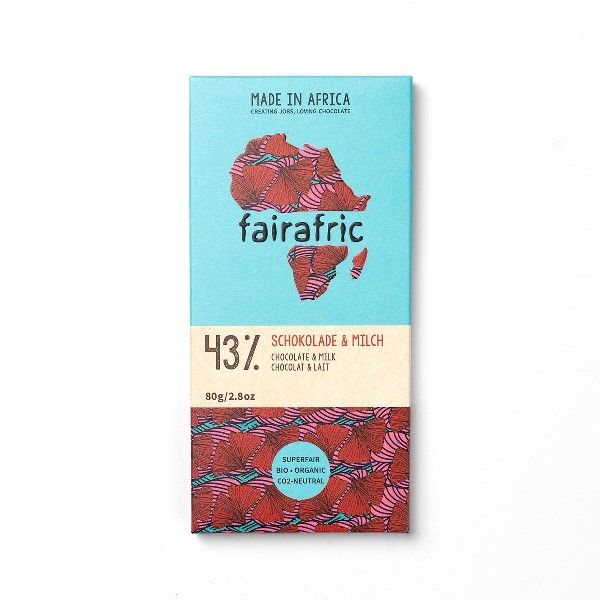 MADE IN AFRICA
CREATING JOBS, LOVING CHOCOLATE
fairafric
43%
SCHOKOLADE & MILCH
CHOCOLATE & MILK
CHOCOLAT & LAIT
80g/2.8oz
SUPERFAIR
BIO • ORGANIC
CO2-NEUTRAL